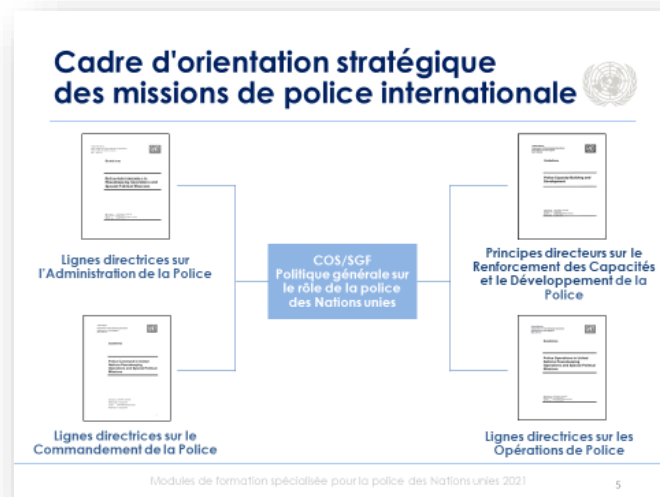 Cadre d'orientation stratégique
des missions de police internationale
Lignes directrices sur
l'Administration de la Police
COS/SGF
Politique générale sur
le rôle de la police
des Nations unies
Principes directeurs sur le
Renforcement des Capacités
et le Développement de la
Police
Lignes directrices sur le
Commandement de la Police
Lignes directrices sur les
Opérations de Police
Modules de formation spécialisée pour la police des Nations unies 2021
5